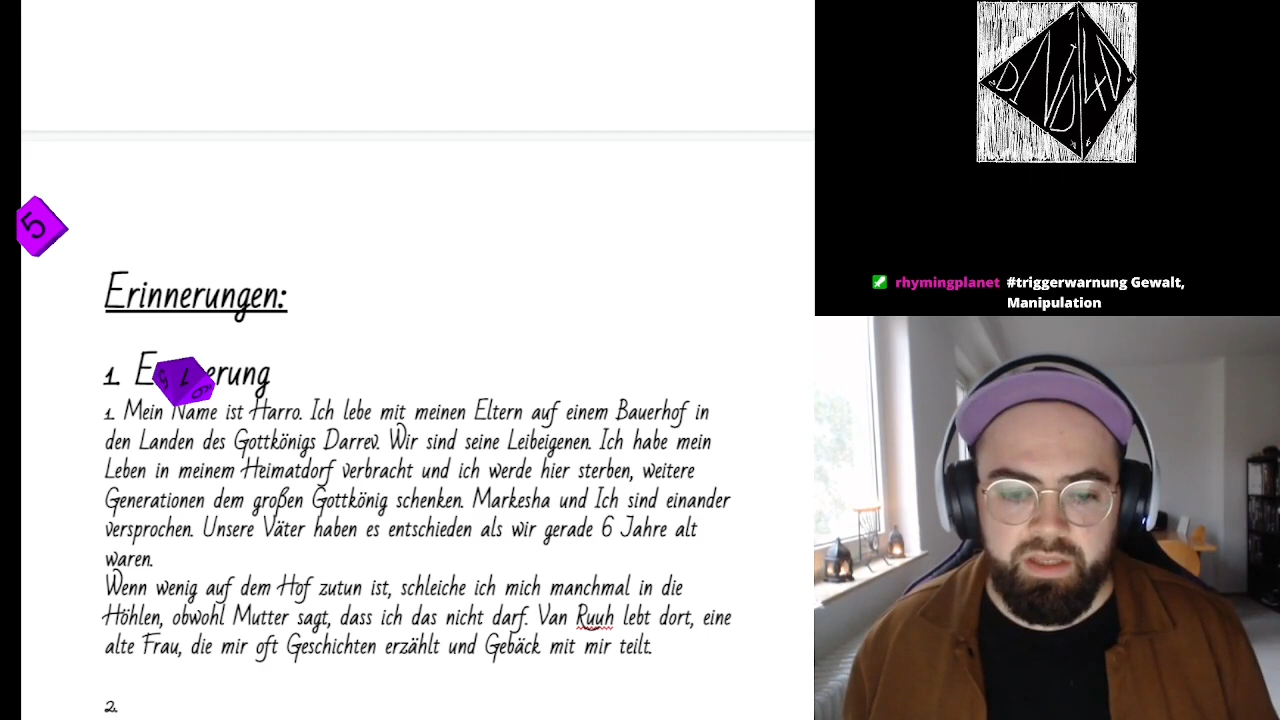 5
Erinnerungen:
1.
1. Mein Name ist Harro. Ich lebe mit meinen Eltern auf einem Bauerhof in
den Landen des Gottkönigs Darrev. Wir sind seine Leibeigenen. Ich habe mein
Leben in meinem Heimatdorf verbracht und ich werde hier sterben, weitere
Generationen dem großen Gottkönig schenken. Markesha und Ich sind einander
versprochen. Unsere Väter haben es entschieden als wir gerade 6 Jahre alt
waren.
Wenn wenig auf dem Hof zutun ist, schleiche ich mich manchmal in die
Höhlen, obwohl Mutter sagt, dass ich das nicht darf. Van Ruuh lebt dort, eine
alte Frau, die mir oft Geschichten erzählt und Gebäck mit mir teilt.
2.
rhymingplanet #triggerwarnung Gewalt,
Manipulation